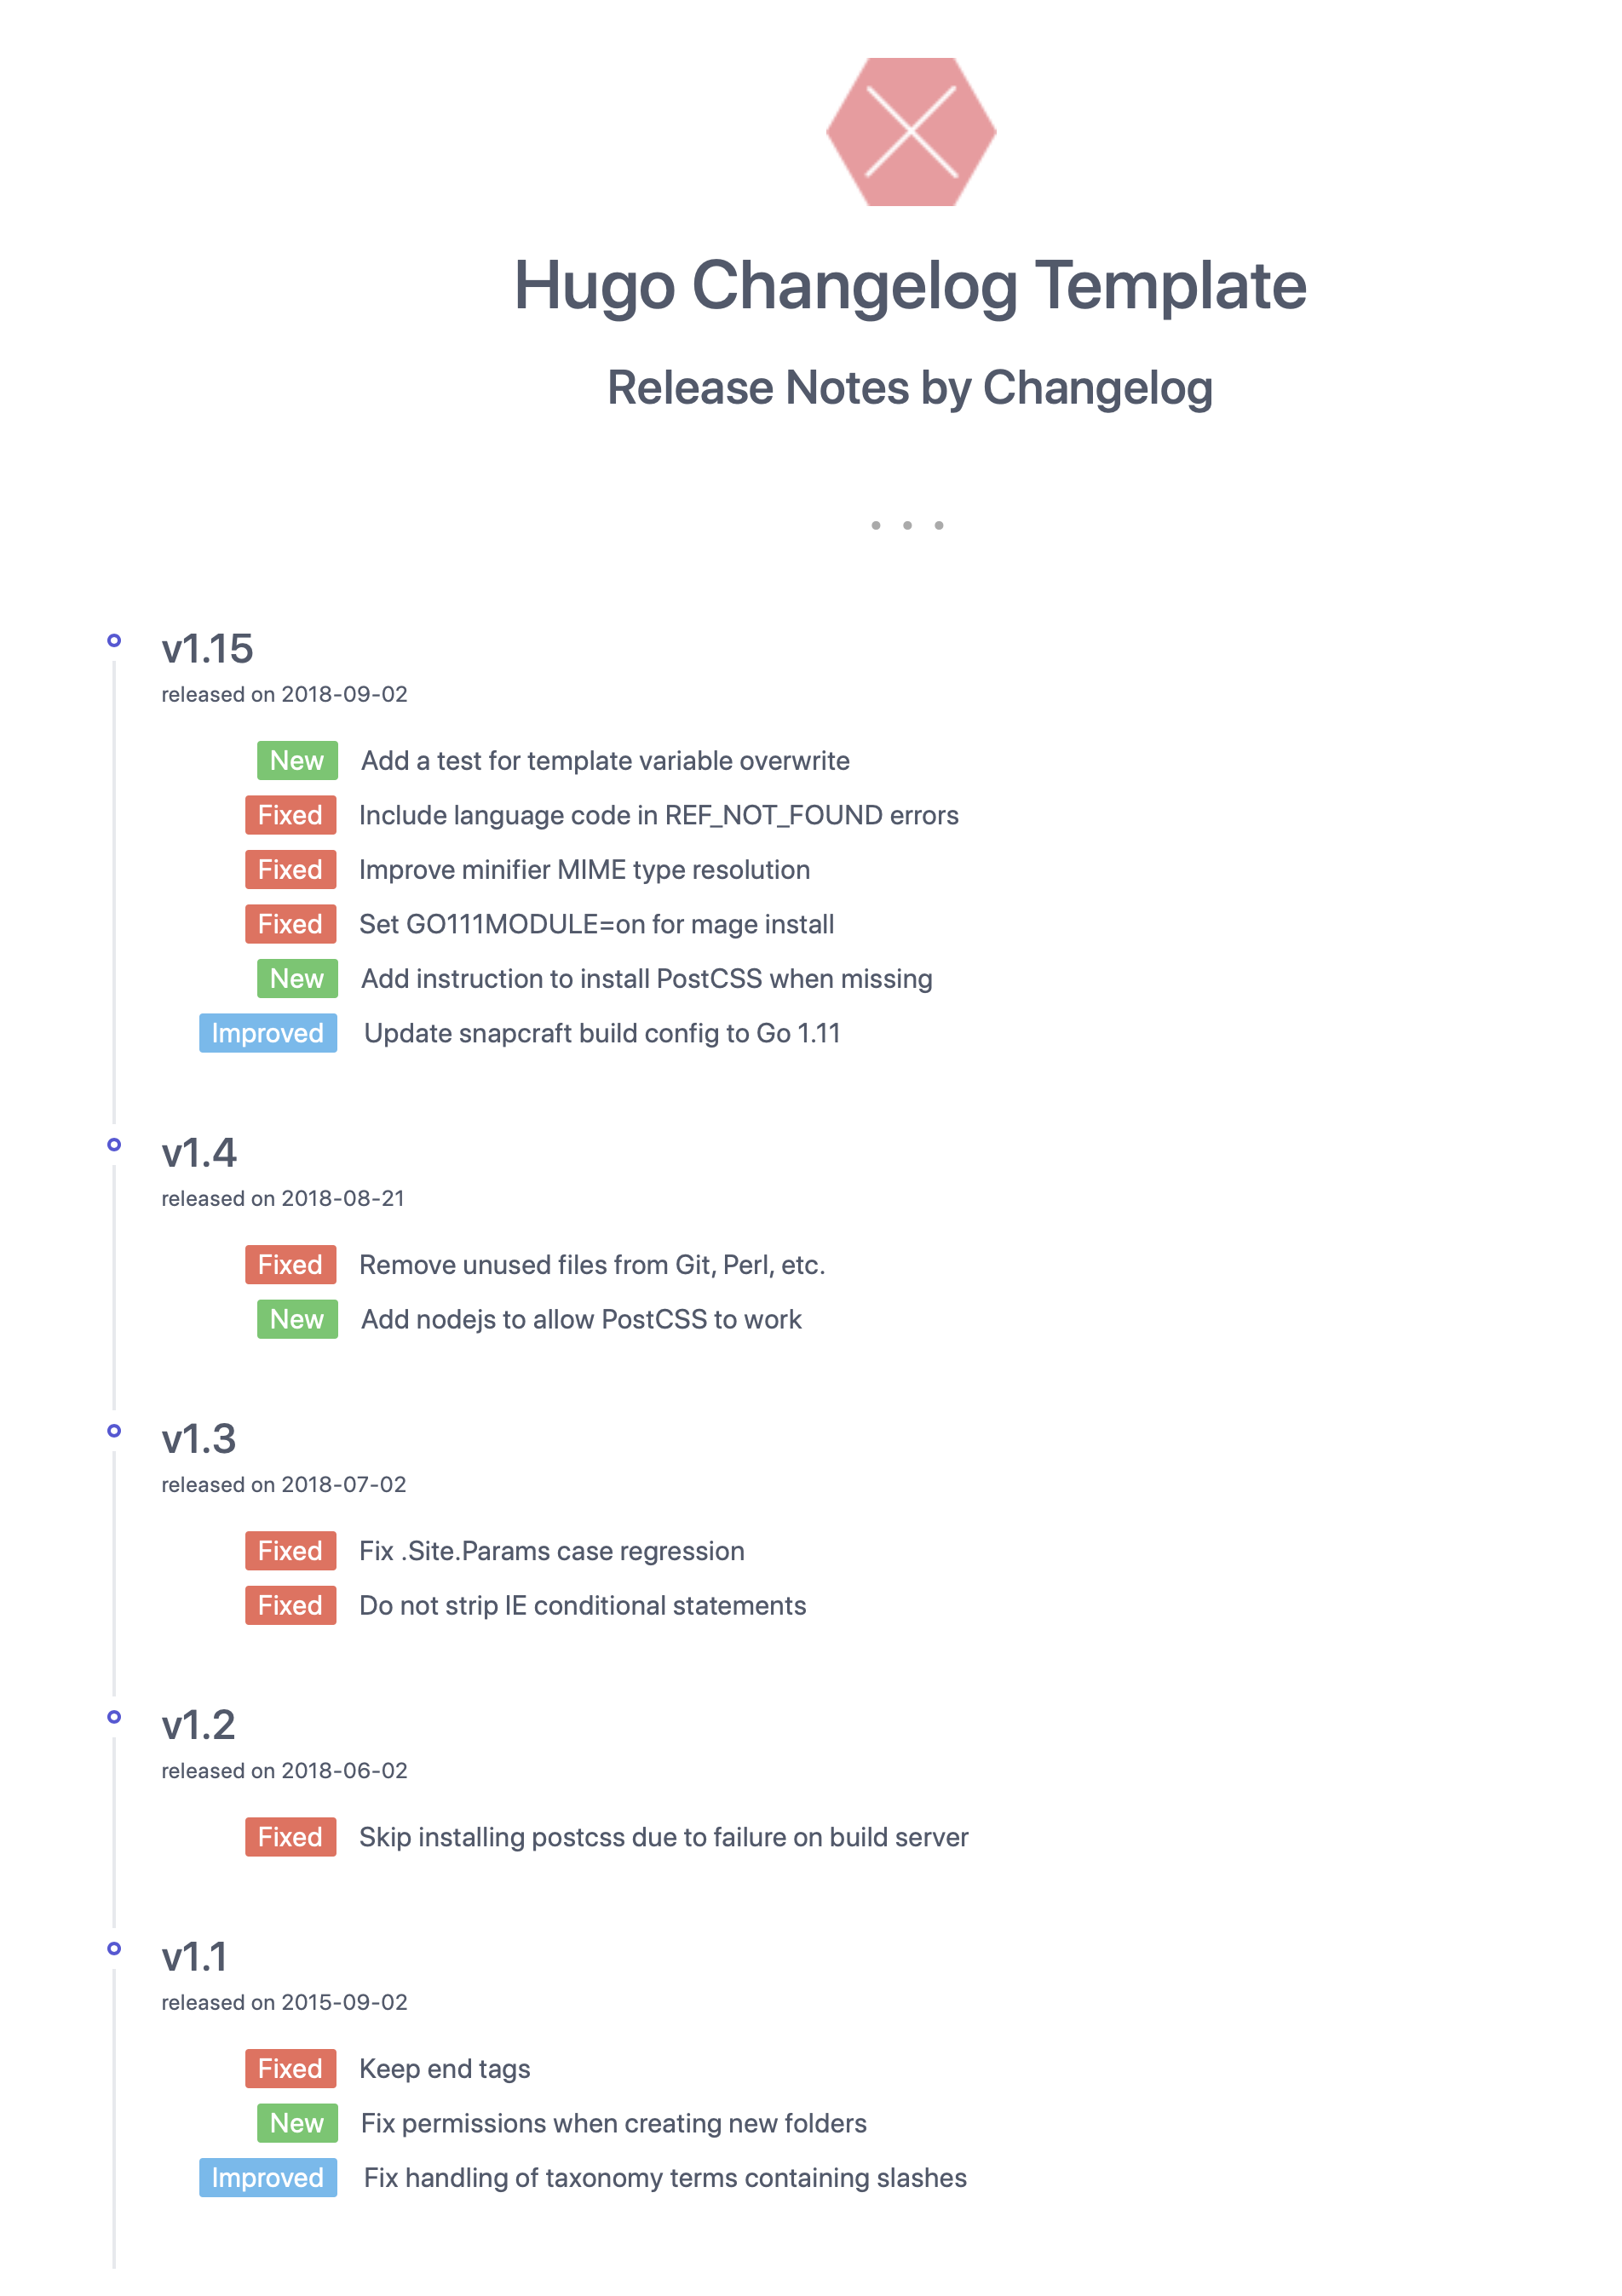 Hugo Changelog Template
Release Notes by Changelog
v1.15
released on 2018-09-02
New Add a test for template variable overwrite
Fixed Include language code in REF_NOT_FOUND errors
Fixed Improve minifier MIME type resolution
Fixed Set GO111MODULE=on for mage install
New Add instruction to install PostCSS when missing
Improved Update snapcraft build config to Go 1.11
v1.4
released on 2018-08-21
Fixed Remove unused files from Git, Perl, etc.
New Add nodejs to allow PostCSS to work
v1.3
released on 2018-07-02
Fixed Fix .Site.Params case regression
Fixed Do not strip IE conditional statements
v1.2
released on 2018-06-02
Fixed Skip installing postcss due to failure on build server
v1.1
released on 2015-09-02
Fixed Keep end tags
New Fix permissions when creating new folders
Improved Fix handling of taxonomy terms containing slashes